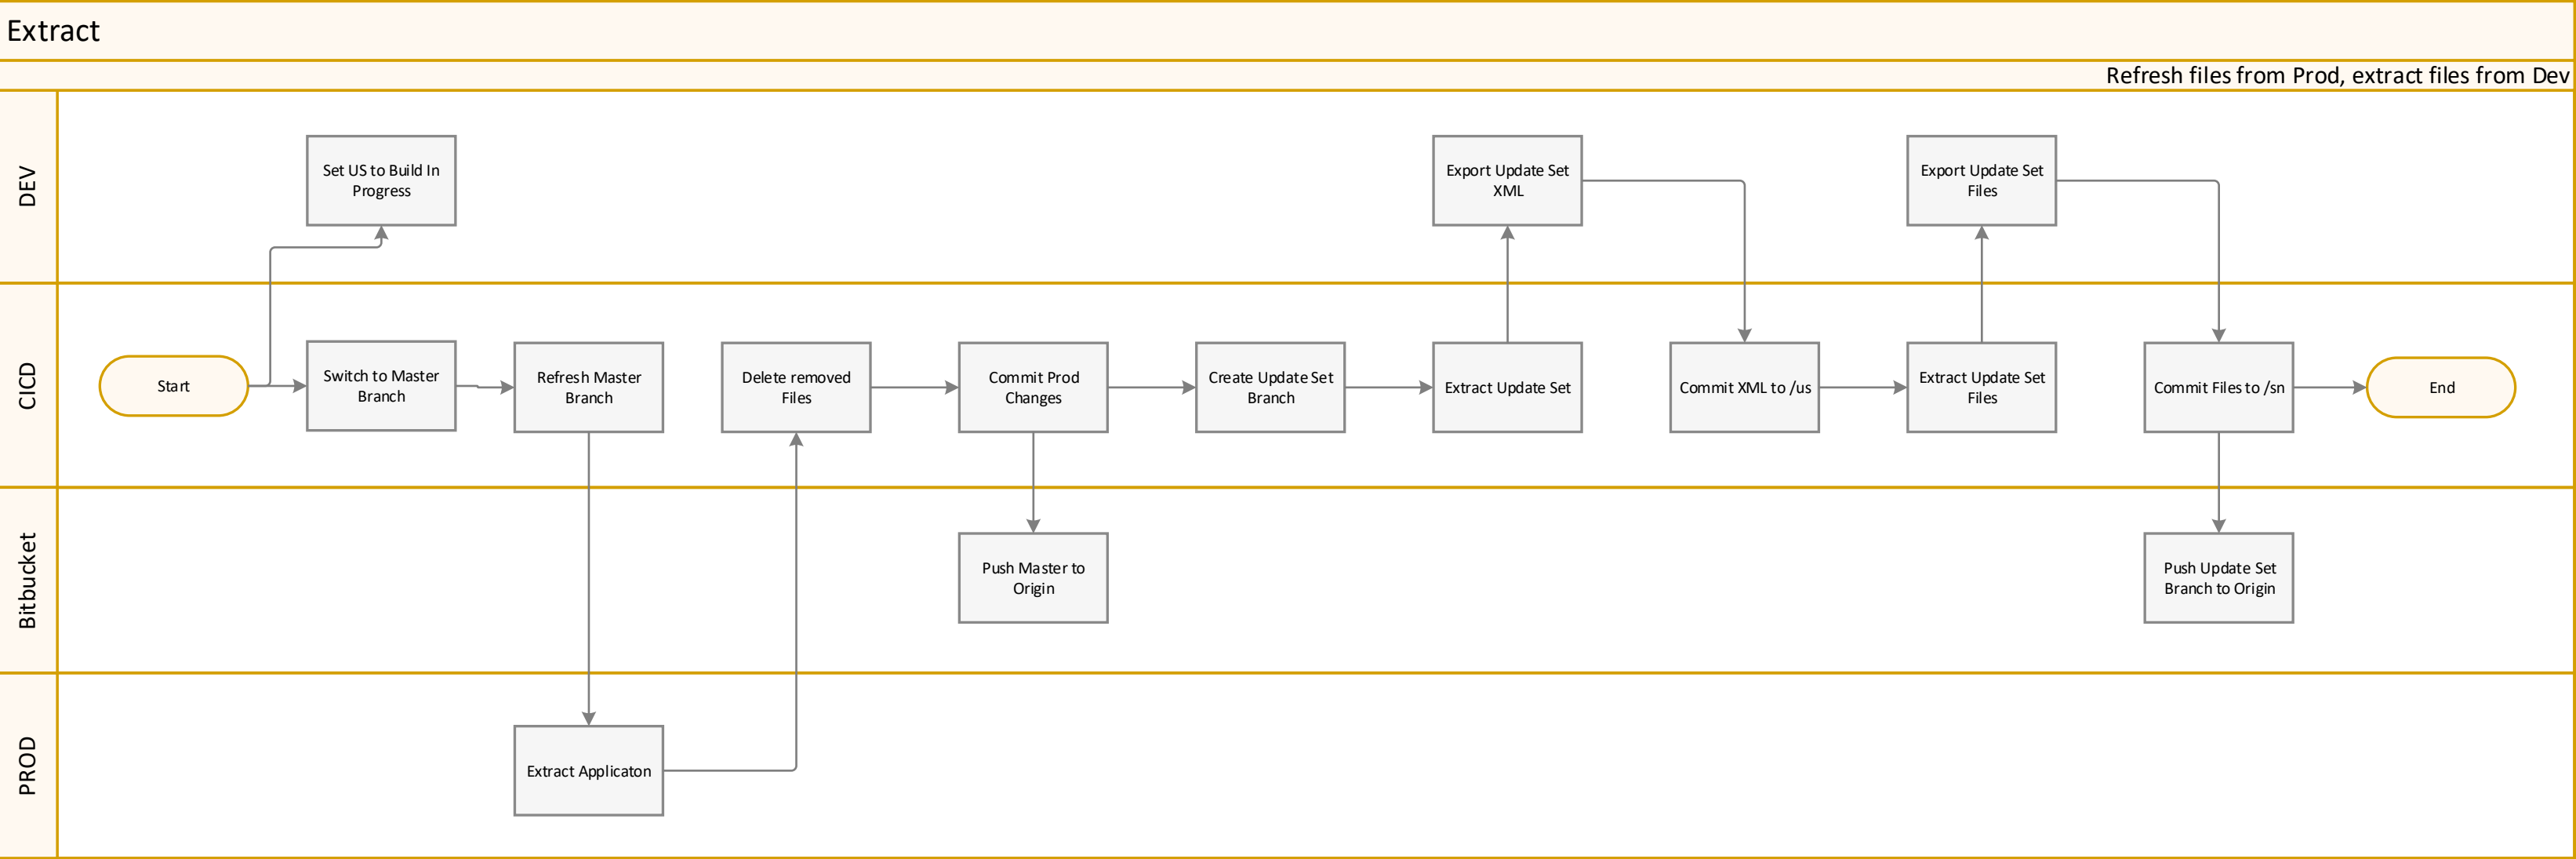 Extract
Refresh files from Prod, extract files from Dev
DEV
Set US to Build In
Progress
Export Update Set
XML
Export Update Set
Files
CICD
Start
Switch to Master
Branch
Refresh Master
Branch
Delete removed
Files
Commit Prod
Changes
Create Update Set
Branch
Extract Update Set
Commit XML to /us
Extract Update Set
Files
Commit Files to /sn
End
Bitbucket
Push Master to
Origin
Push Update Set
Branch to Origin
PROD
Extract Applicaton